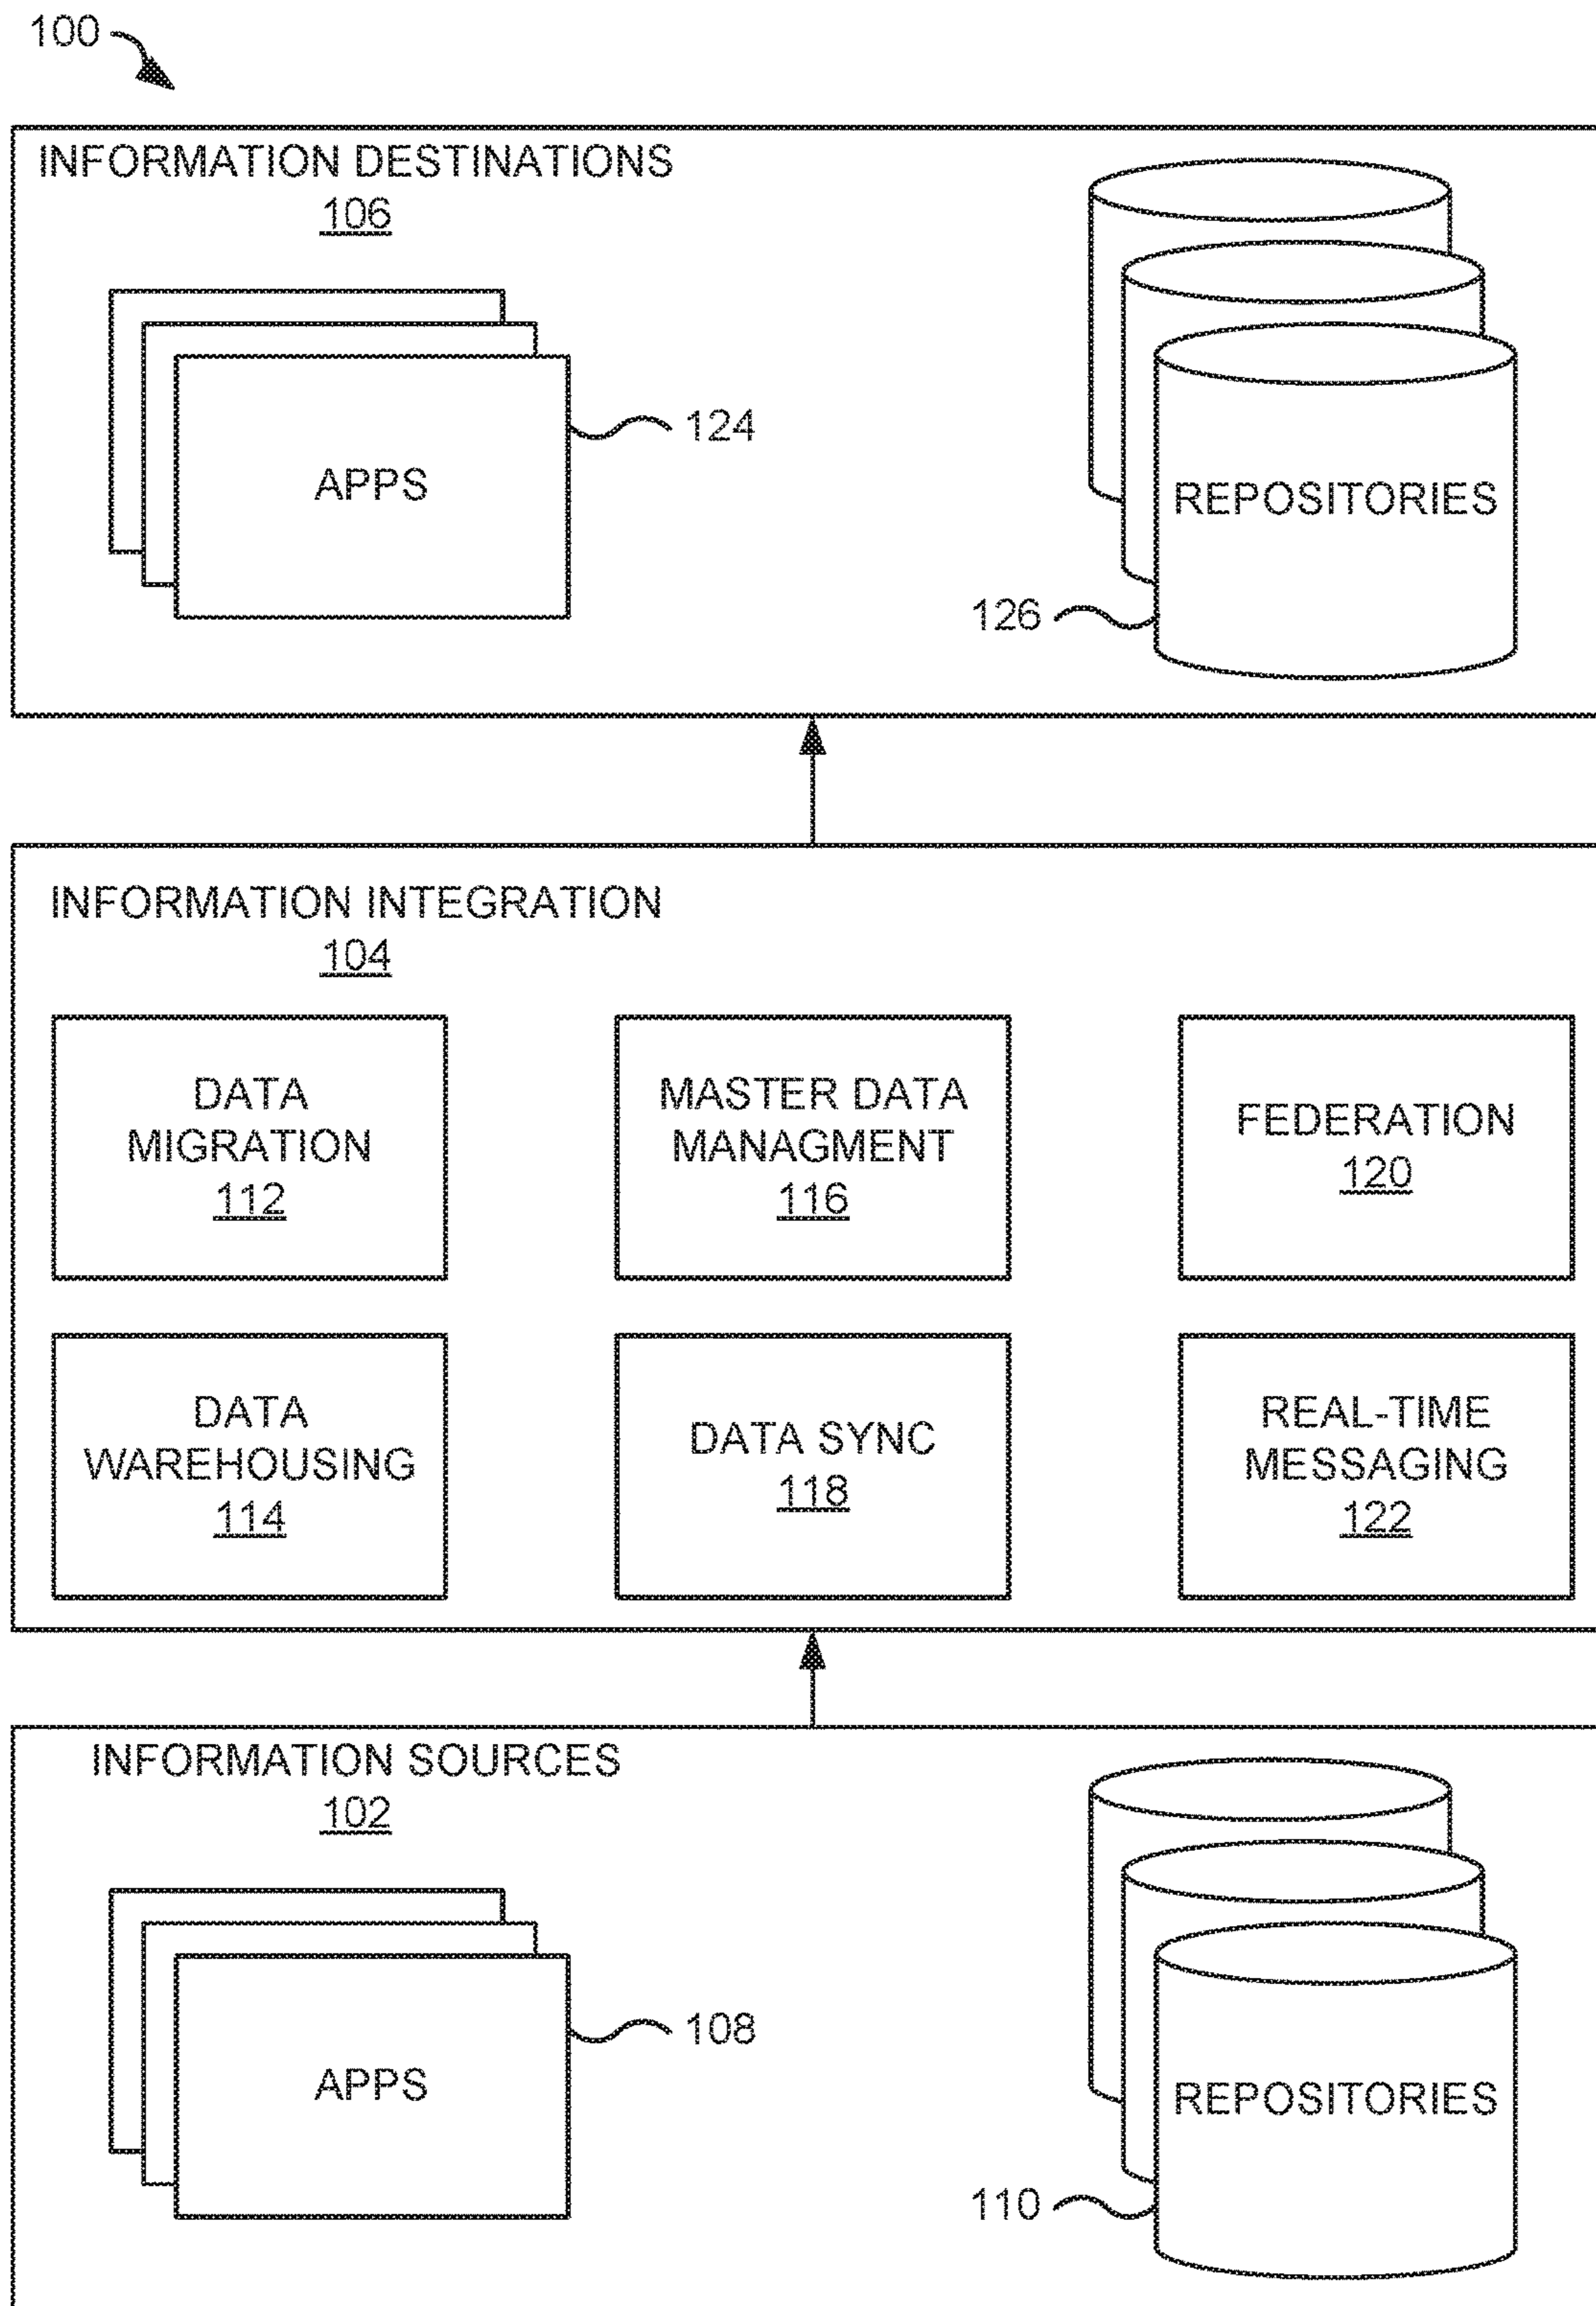 100
INFORMATION DESTINATIONS
106
APPS
124
REPOSITORIES
126
INFORMATION INTEGRATION
104
DATA
MIGRATION
112
MASTER DATA
MANAGMENT
116
FEDERATION
120
DATA
WAREHOUSING
114
DATA SYNC
118
REAL-TIME
MESSAGING
122
INFORMATION SOURCES
102
APPS
108
REPOSITORIES
110